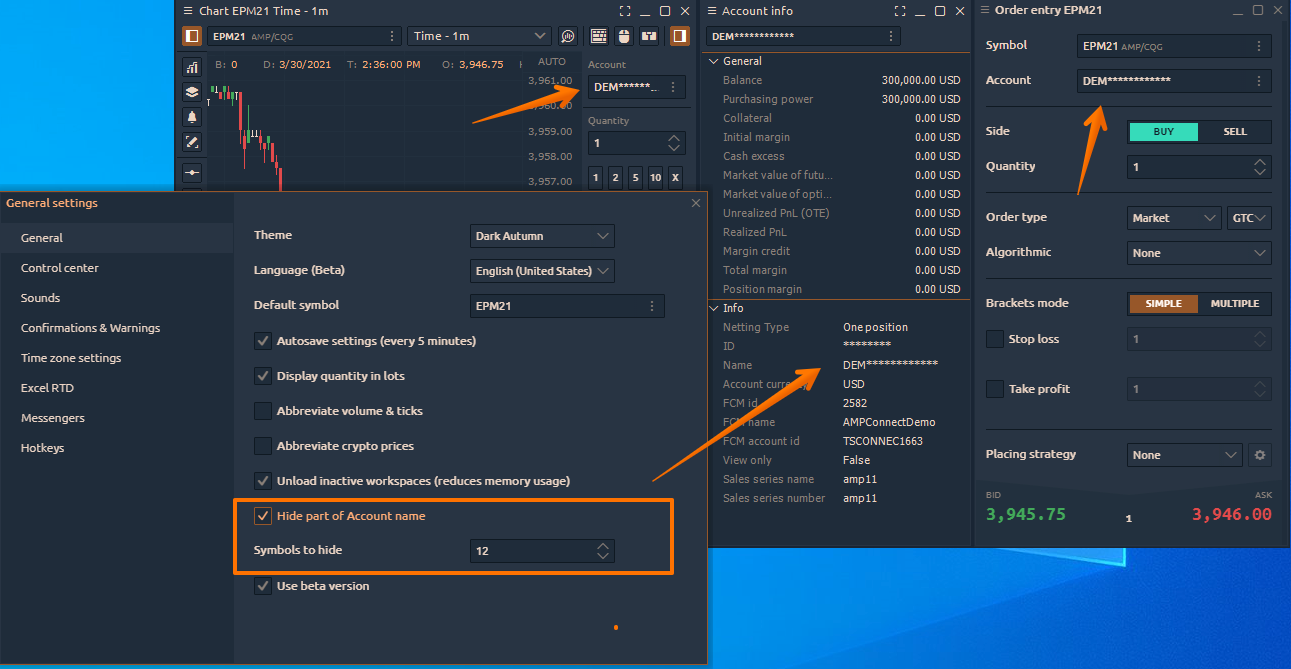 Chart EPM21 Time - 1m
EPM21 AMP/CQG
Time - 1m
B: 0 D: 3/30/2021 T: 2:36:00 PM O: 3,946.75
AUTO
3,961.00
3,960.00
3,959.00
3,958.00
3,957.00
Account
DEM******...
Quantity
1
1 2 5 10 X
Account info
DEM************
General
Balance 300,000.00 USD
Purchasing power 300,000.00 USD
Collateral 0.00 USD
Initial margin 0.00 USD
Cash excess 0.00 USD
Market value of futu... 0.00 USD
Market value of opti... 0.00 USD
Unrealized PnL (OTE) 0.00 USD
Realized PnL 0.00 USD
Margin credit 0.00 USD
Total margin 0.00 USD
Position margin 0.00 USD
Info
Netting Type One position
ID ********
Name DEM************
Account currency USD
FCM id 2582
FCM name AMPConnectDemo
FCM account id TSCONNEC1663
View only False
Sales series name amp11
Sales series number amp11
Order entry EPM21
Symbol EPM21 AMP/CQG
Account DEM************
Side BUY SELL
Quantity 1
Order type Market GTC
Algorithmic None
Brackets mode SIMPLE MULTIPLE
Stop loss 1
Take profit 1
Placing strategy None
BID ASK
3,945.75 1 3,946.00
General settings
General
Control center
Sounds
Confirmations & Warnings
Time zone settings
Excel RTD
Messengers
Hotkeys
Theme Dark Autumn
Language (Beta) English (United States)
Default symbol EPM21
Autosave settings (every 5 minutes)
Display quantity in lots
Abbreviate volume & ticks
Abbreviate crypto prices
Unload inactive workspaces (reduces memory usage)
Hide part of Account name
Symbols to hide 12
Use beta version